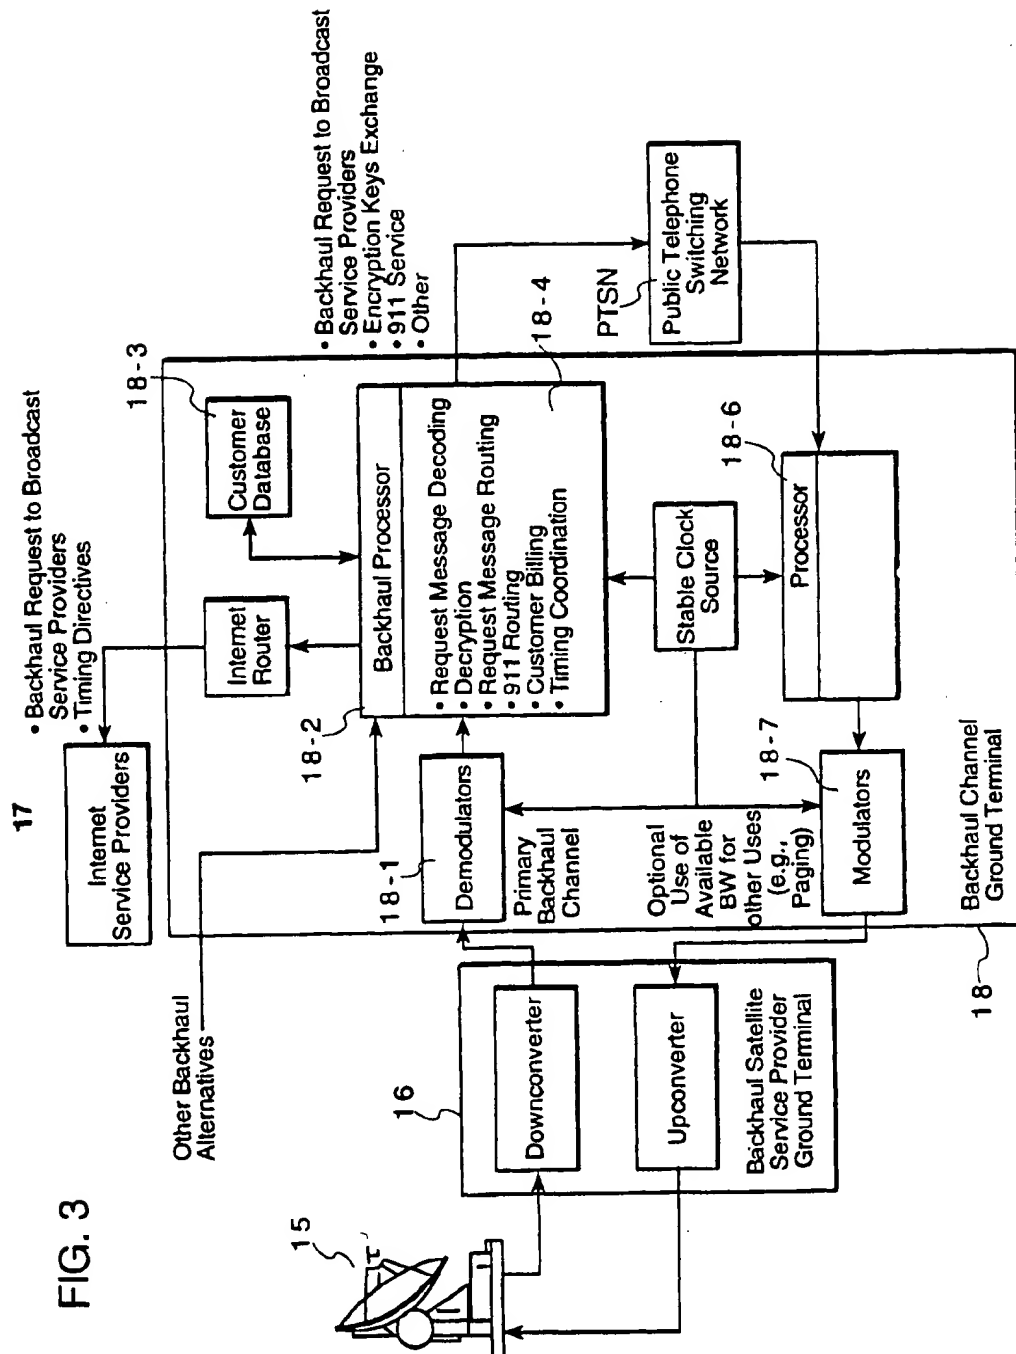 FIG. 3
17
Internet
Service Providers
• Backhaul Request to Broadcast
Service Providers
• Timing Directives
Other Backhaul
Alternatives
Internet
Router
Customer
Database
18-3
• Backhaul Request to Broadcast
Service Providers
• Encryption Keys Exchange
• 911 Service
• Other
18-2
Backhaul Processor
• Request Message Decoding
• Decryption
• Request Message Routing
• 911 Routing
• Customer Billing
• Timing Coordination
18-4
PTSN
Public Telephone
Switching
Network
15
16
Downconverter
Upconverter
Backhaul Satellite
Service Provider
Ground Terminal
18-1
Demodulators
Primary
Backhaul
Channel
Optional
Use of
Available
BW for
other Uses
(e.g.,
Paging)
Stable Clock
Source
18-6
Processor
18-7
Modulators
Backhaul Channel
Ground Terminal
18